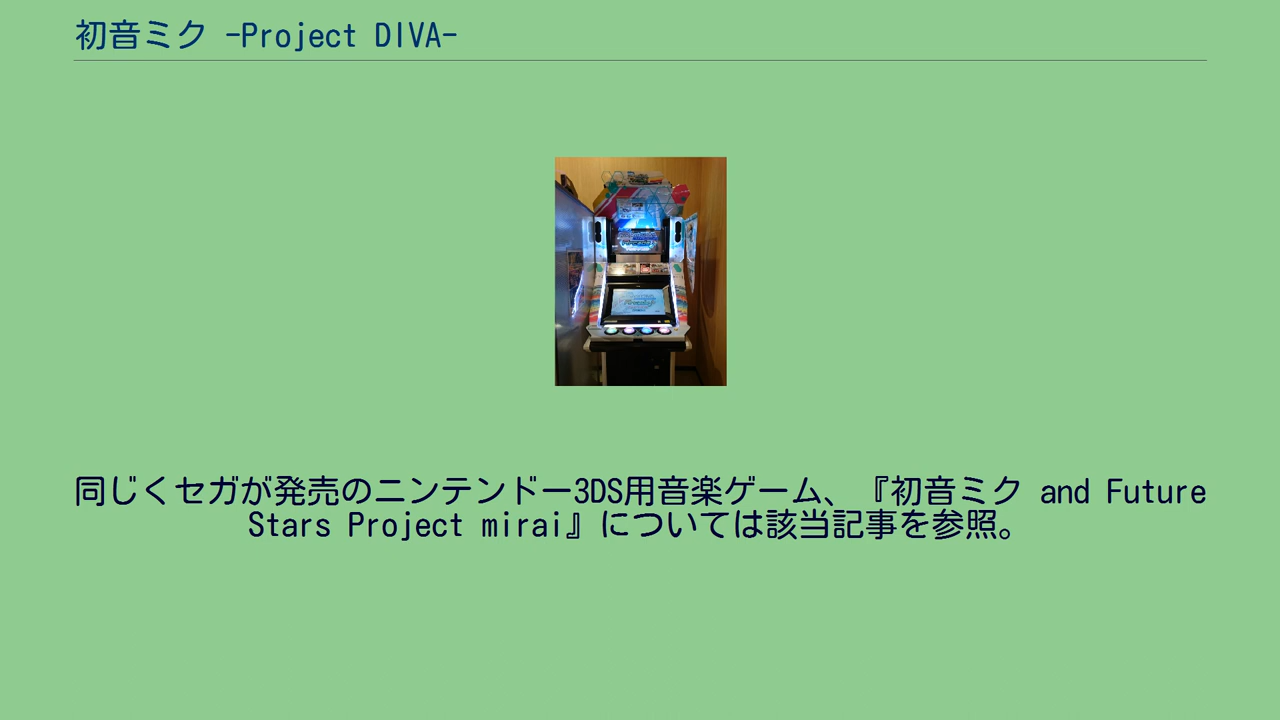 初音ミク -Project DIVA-
同じくセガが発売のニンテンドー3DS用音楽ゲーム、『初音ミク and Future
Stars Project mirai』については該当記事を参照。